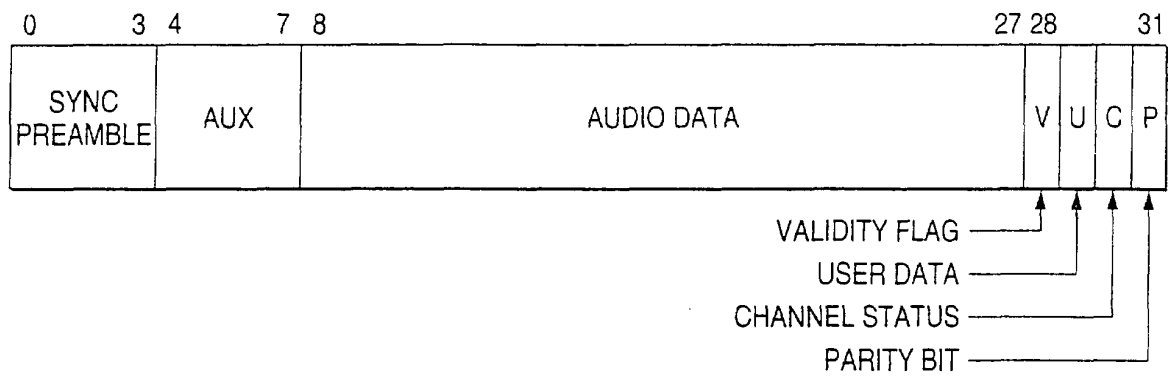 0 3 4 7 8 27 28 31
SYNC
PREAMBLE
AUX
AUDIO DATA
V U C P
VALIDITY FLAG
USER DATA
CHANNEL STATUS
PARITY BIT